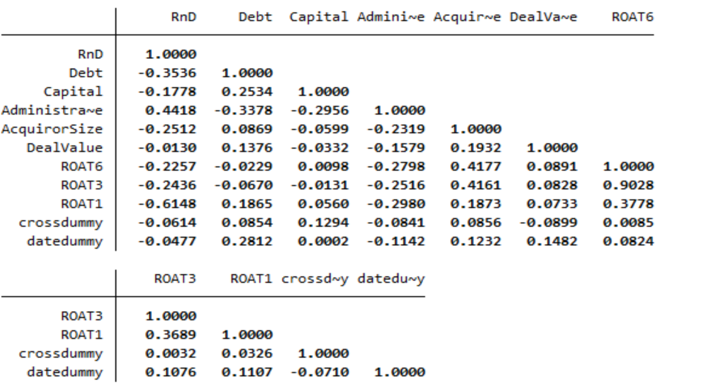 RnD Debt Capital Admini~e Acquir~e DealVa~e ROAT6
RnD 1.0000
Debt -0.3536 1.0000
Capital -0.1778 0.2534 1.0000
Administra~e 0.4418 -0.3378 -0.2956 1.0000
AcquirorSize -0.2512 0.0869 -0.0599 -0.2319 1.0000
DealValue -0.0130 0.1376 -0.0332 -0.1579 0.1932 1.0000
ROAT6 -0.2257 -0.0229 0.0098 -0.2798 0.4177 0.0891 1.0000
ROAT3 -0.2436 -0.0670 -0.0131 -0.2516 0.4161 0.0828 0.9028
ROAT1 -0.6148 0.1865 0.0560 -0.2980 0.1873 0.0733 0.3778
crossdummy -0.0614 0.0854 0.1294 -0.0841 0.0856 -0.0899 0.0085
datedummy -0.0477 0.2812 0.0002 -0.1142 0.1232 0.1482 0.0824
ROAT3 ROAT1 crossd~y datedu~y
ROAT3 1.0000
ROAT1 0.3689 1.0000
crossdummy 0.0032 0.0326 1.0000
datedummy 0.1076 0.1107 -0.0710 1.0000